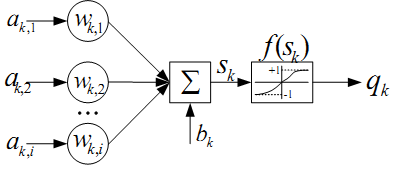 a_{k,1} w_{k,1}
f(s_k)
a_{k,2} w_{k,2} Σ s_k +1 -1 q_k
...
b_k
a_{k,i} w_{k,i}